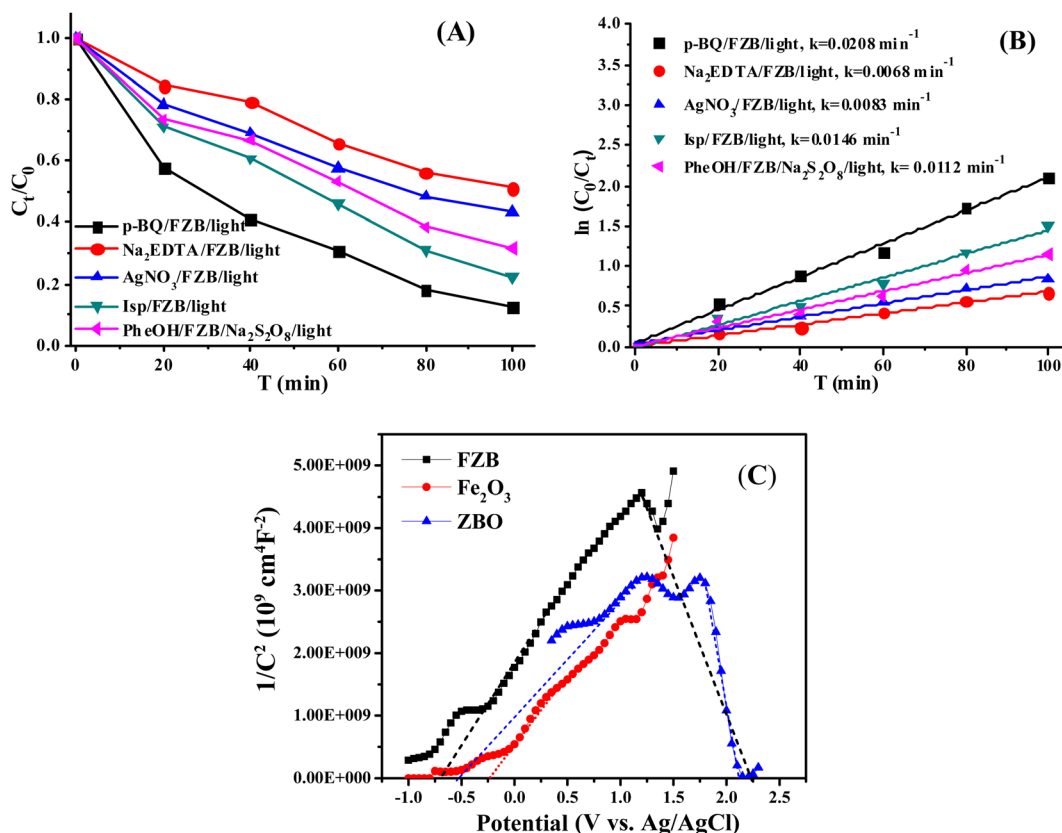 (A)
1.0
0.8
0.6
0.4
0.2
0.0
Cₜ/C₀
p-BQ/FZB/light
Na₂EDTA/FZB/light
AgNO₃/FZB/light
Isp/FZB/light
PheOH/FZB/Na₂S₂O₈/light
0 20 40 60 80 100
T (min)
(B)
4.0
3.5
3.0
2.5
2.0
1.5
1.0
0.5
0.0
ln (C₀/Cₜ)
p-BQ/FZB/light, k=0.0208 min⁻¹
Na₂EDTA/FZB/light, k=0.0068 min⁻¹
AgNO₃/FZB/light, k=0.0083 min⁻¹
Isp/FZB/light, k=0.0146 min⁻¹
PheOH/FZB/Na₂S₂O₈/light, k= 0.0112 min⁻¹
0 20 40 60 80 100
T (min)
(C)
5.00E+009
4.00E+009
3.00E+009
2.00E+009
1.00E+009
0.00E+000
1/C² (10⁹ cm⁴F⁻²)
FZB
Fe₂O₃
ZBO
-1.0 -0.5 0.0 0.5 1.0 1.5 2.0 2.5
Potential (V vs. Ag/AgCl)